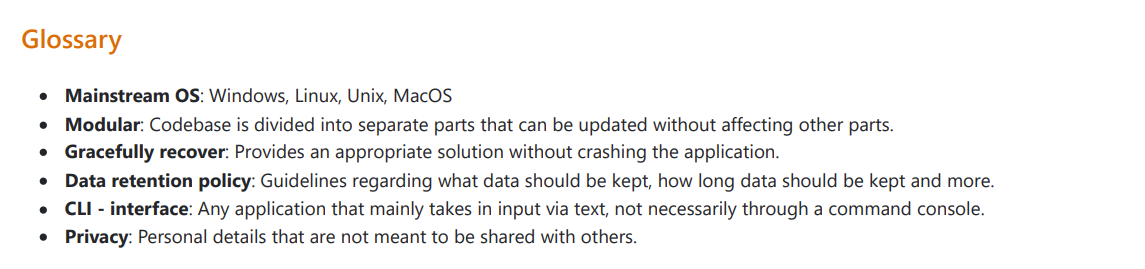 Glossary
• Mainstream OS: Windows, Linux, Unix, MacOS
• Modular: Codebase is divided into separate parts that can be updated without affecting other parts.
• Gracefully recover: Provides an appropriate solution without crashing the application.
• Data retention policy: Guidelines regarding what data should be kept, how long data should be kept and more.
• CLI - interface: Any application that mainly takes in input via text, not necessarily through a command console.
• Privacy: Personal details that are not meant to be shared with others.